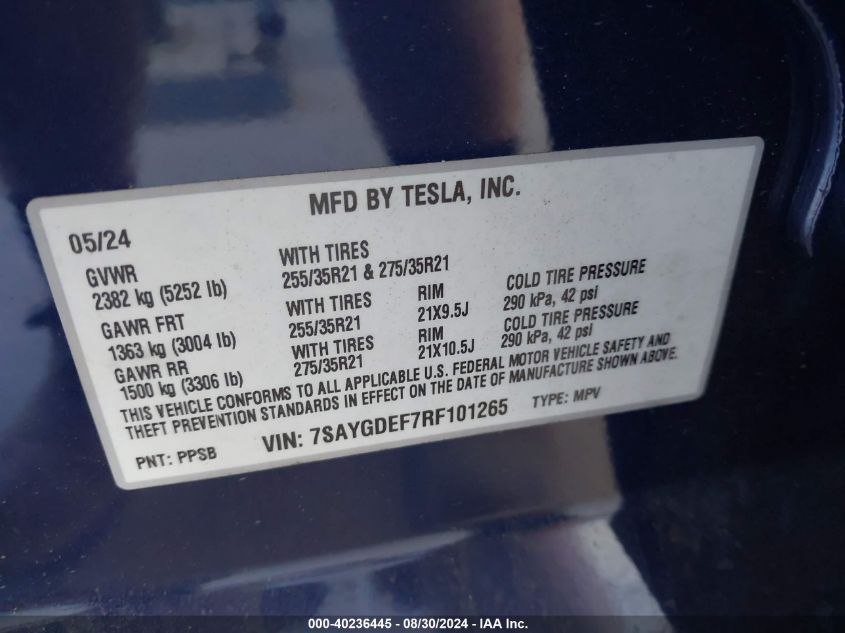 MFD BY TESLA, INC.
05/24
GVWR
2382 kg (5252 lb)
WITH TIRES
255/35R21 & 275/35R21
GAWR FRT
1363 kg (3004 lb)
WITH TIRES
255/35R21
RIM
21X9.5J
COLD TIRE PRESSURE
290 kPa, 42 psi
GAWR RR
1500 kg (3306 lb)
WITH TIRES
275/35R21
RIM
21X10.5J
COLD TIRE PRESSURE
290 kPa, 42 psi
THIS VEHICLE CONFORMS TO ALL APPLICABLE U.S. FEDERAL MOTOR VEHICLE SAFETY AND
THEFT PREVENTION STANDARDS IN EFFECT ON THE DATE OF MANUFACTURE SHOWN ABOVE.
PNT: PPSB
VIN: 7SAYGDEF7RF101265
TYPE: MPV
000-40236445 - 08/30/2024 - IAA Inc.